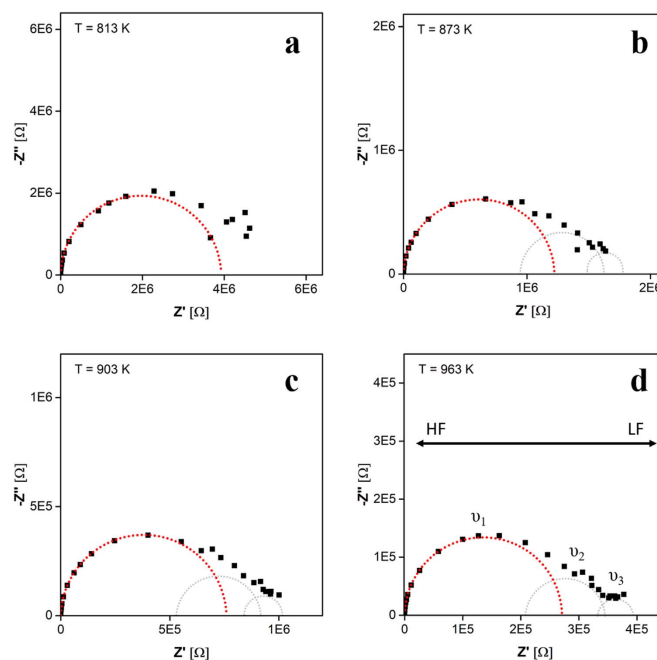 T = 813 K
a
6E6
4E6
2E6
0
0
2E6
4E6
6E6
-Z'' [Ω]
Z' [Ω]
T = 873 K
b
2E6
1E6
0
0
1E6
2E6
-Z'' [Ω]
Z' [Ω]
T = 903 K
c
1E6
5E5
0
0
5E5
1E6
-Z'' [Ω]
Z' [Ω]
T = 963 K
d
HF
LF
υ1
υ2
υ3
4E5
3E5
2E5
1E5
0
0
1E5
2E5
3E5
4E5
-Z'' [Ω]
Z' [Ω]